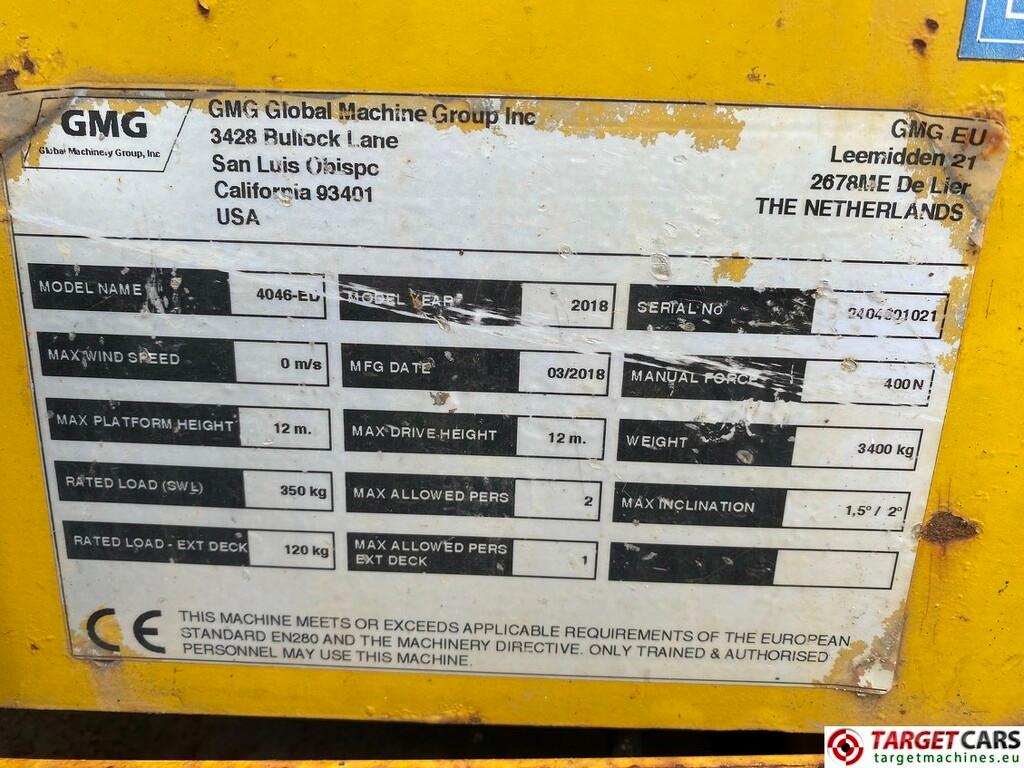 GMG
Global Machinery Group, Inc
GMG Global Machine Group Inc
3428 Bullock Lane
San Luis Obispo
California 93401
USA
GMG EU
Leemidden 21
2678ME De Lier
THE NETHERLANDS
MODEL NAME 4046-ED
MODEL YEAR 2018
SERIAL No
MAX WIND SPEED 0 m/s
MFG DATE 03/2018
MANUAL FORCE 400 N
MAX PLATFORM HEIGHT 12 m.
MAX DRIVE HEIGHT 12 m.
WEIGHT 3400 kg
RATED LOAD (SWL) 350 kg
MAX ALLOWED PERS 2
MAX INCLINATION 1,5° / 2°
RATED LOAD - EXT DECK 120 kg
MAX ALLOWED PERS
EXT DECK 1
CE
THIS MACHINE MEETS OR EXCEEDS APPLICABLE REQUIREMENTS OF THE EUROPEAN
STANDARD EN280 AND THE MACHINERY DIRECTIVE. ONLY TRAINED & AUTHORISED
PERSONNEL MAY USE THIS MACHINE.
TARGET CARS
targetmachines.eu